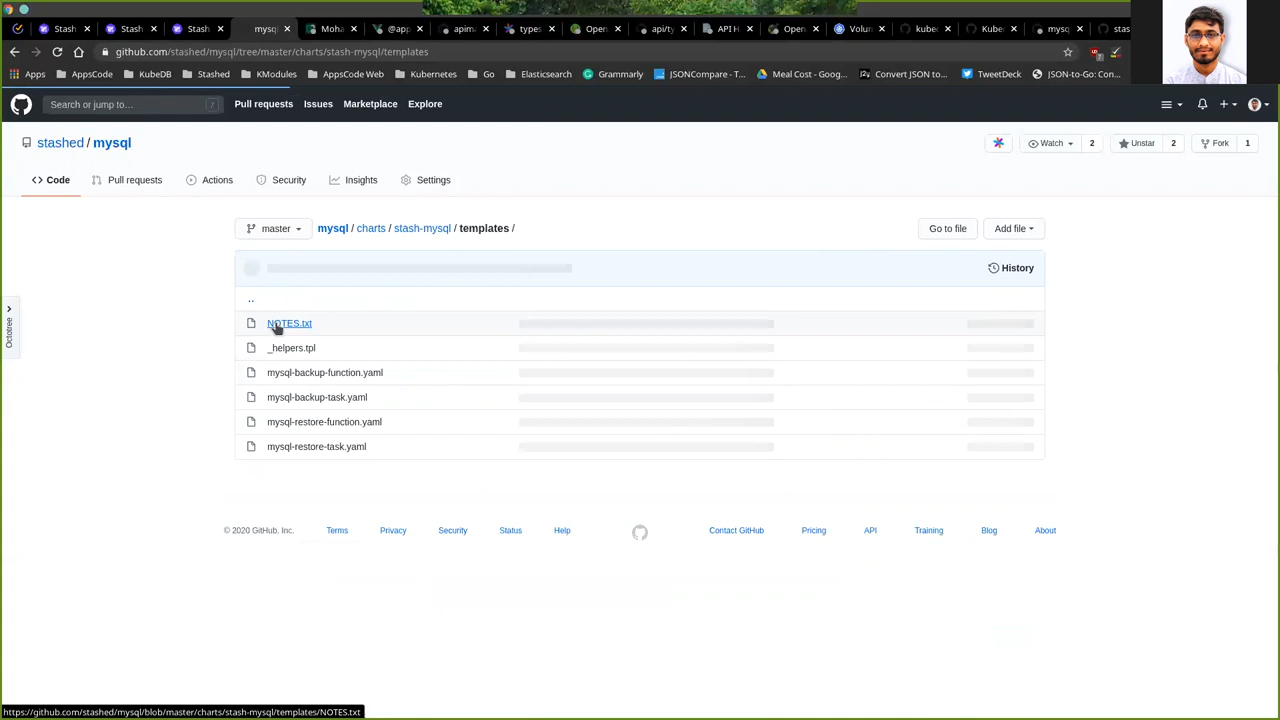 Stash
Stash
Stash
mysql
Moha
@app
apim
types
Open
api/ty
API H
Open
Volun
kubec
Kuber
mysq
stas
github.com/stashed/mysql/tree/master/charts/stash-mysql/templates
Apps
AppsCode
KubeDB
Stashed
KModules
AppsCode Web
Kubernetes
Go
Elasticsearch
Grammarly
JSONCompare - T...
Meal Cost - Goog...
Convert JSON to...
TweetDeck
JSON-to-Go: Con...
Search or jump to...
/
Pull requests
Issues
Marketplace
Explore
stashed / mysql
Watch
2
Unstar
2
Fork
1
Code
Pull requests
Actions
Security
Insights
Settings
master
mysql / charts / stash-mysql / templates /
Go to file
Add file
History
..
NOTES.txt
_helpers.tpl
mysql-backup-function.yaml
mysql-backup-task.yaml
mysql-restore-function.yaml
mysql-restore-task.yaml
Octotree
© 2020 GitHub, Inc.
Terms
Privacy
Security
Status
Help
Contact GitHub
Pricing
API
Training
Blog
About
https://github.com/stashed/mysql/blob/master/charts/stash-mysql/templates/NOTES.txt